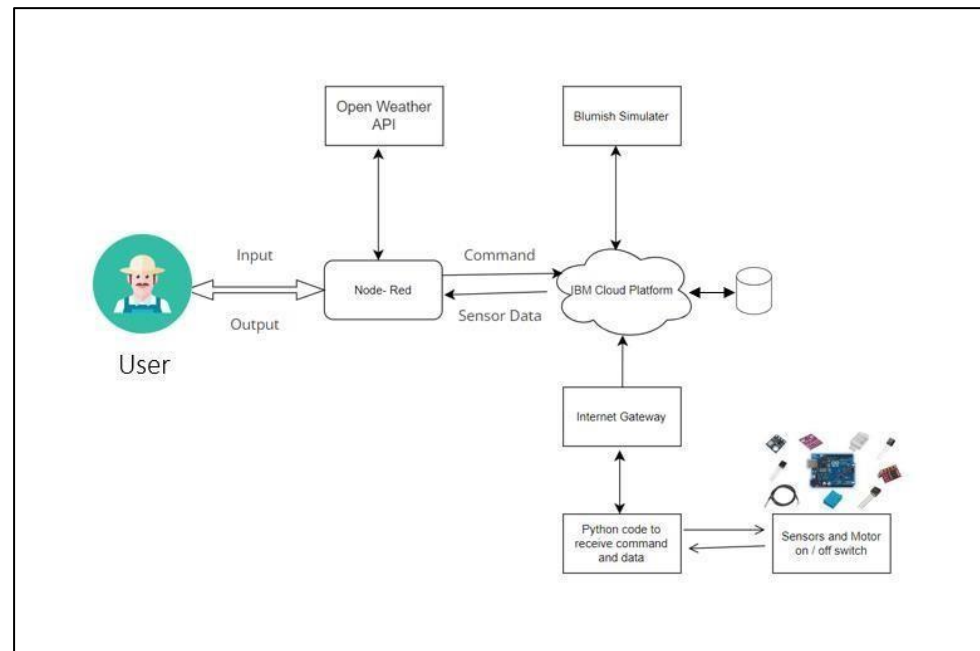 Open Weather
API
Blumish Simulater
Input
Command
Node- Red
IBM Cloud Platform
Output
Sensor Data
User
Internet Gateway
Python code to
receive command
and data
Sensors and Motor
on / off switch